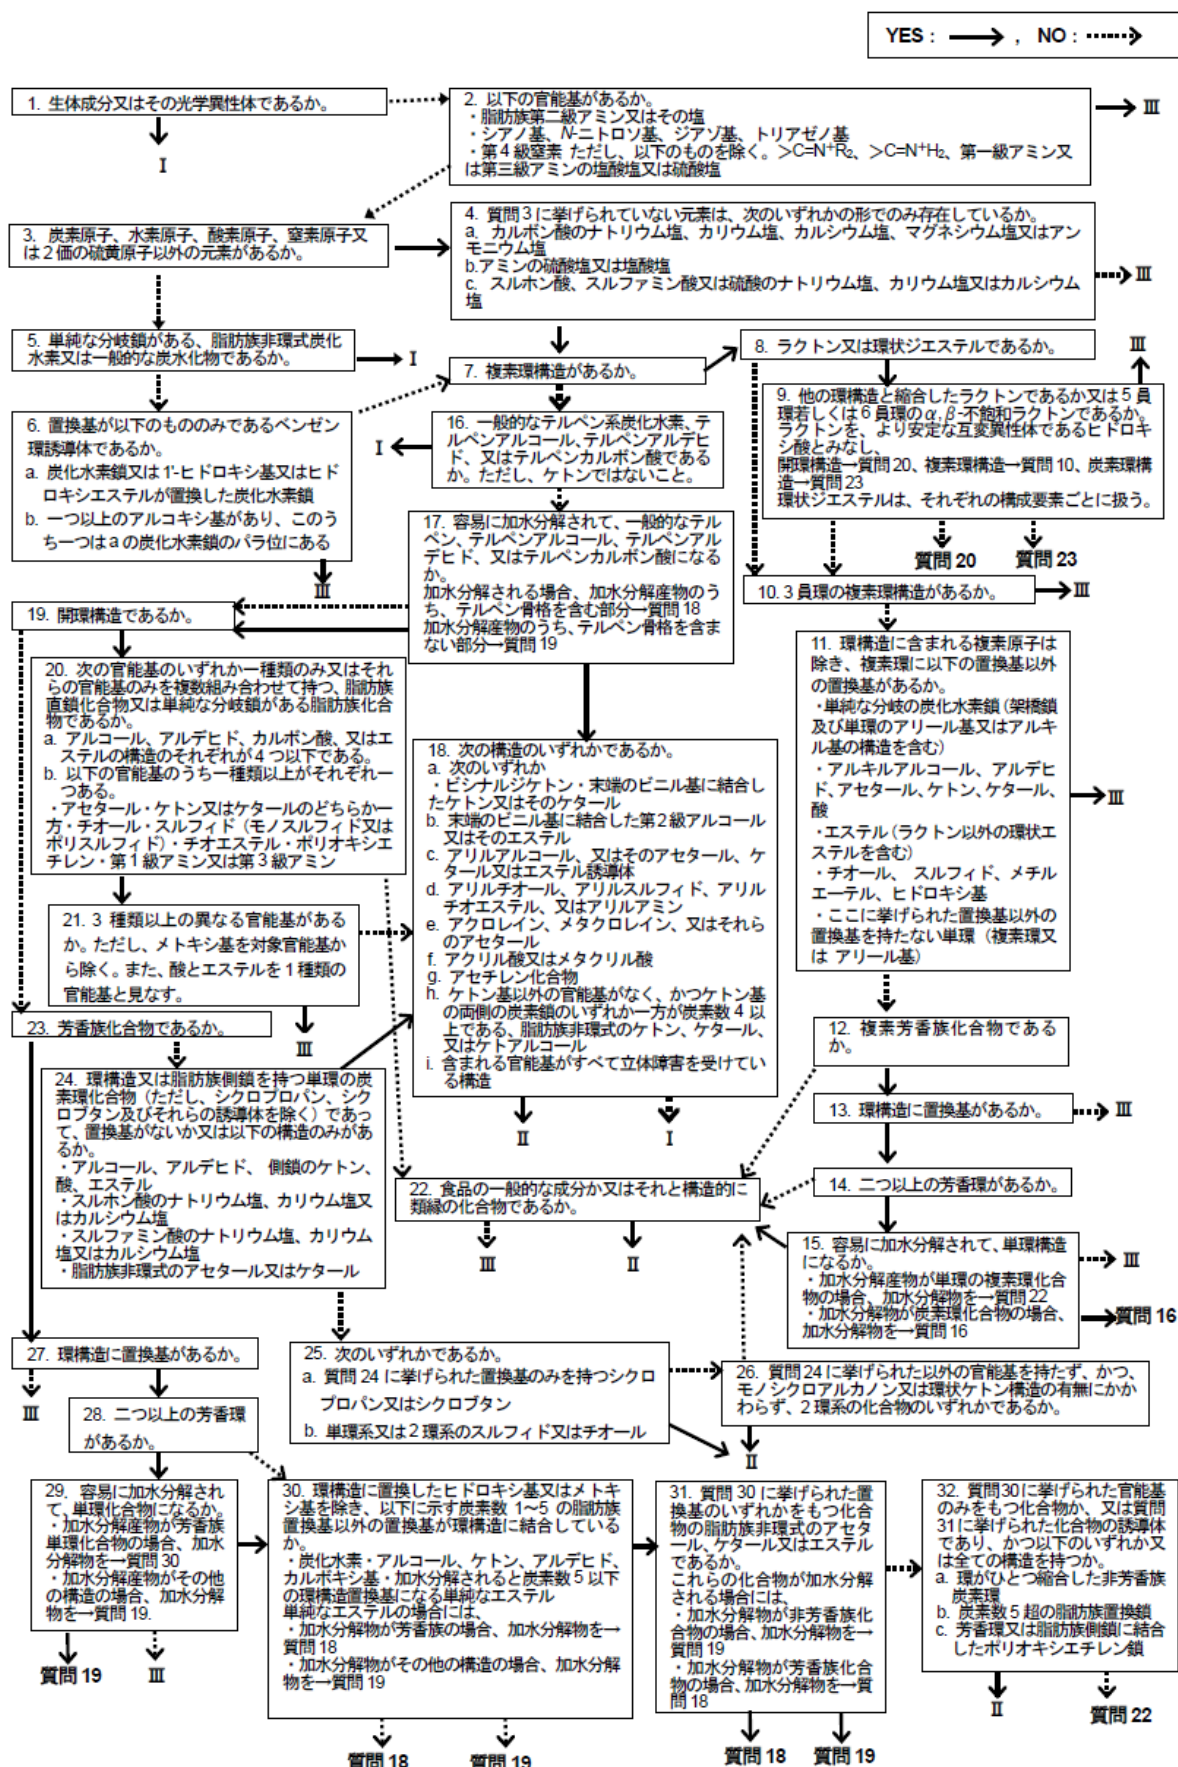 YES： ，NO：
1. 生体成分又はその光学異性体であるか。
Ⅰ
2. 以下の官能基があるか。
・脂肪族第二級アミン又はその塩
・シアノ基、N-ニトロソ基、ジアゾ基、トリアゼノ基
・第4級窒素 ただし、以下のものを除く。＞C=N⁺R₂、＞C=N⁺H₂、第一級アミン又
は第三級アミンの塩酸塩又は硫酸塩
Ⅲ
3. 炭素原子、水素原子、酸素原子、窒素原子又
は2価の硫黄原子以外の元素があるか。
4. 質問3に挙げられていない元素は、次のいずれかの形でのみ存在しているか。
a. カルボン酸のナトリウム塩、カリウム塩、カルシウム塩、マグネシウム塩又はアン
モニウム塩
b.アミンの硫酸塩又は塩酸塩
c. スルホン酸、スルファミン酸又は硫酸のナトリウム塩、カリウム塩又はカルシウム
塩
Ⅲ
5. 単純な分岐鎖がある、脂肪族非環式炭化
水素又は一般的な炭水化物であるか。
Ⅰ
6. 置換基が以下のもののみであるベンゼン
環誘導体であるか。
a. 炭化水素鎖又は1'-ヒドロキシ基又はヒド
ロキシエステルが置換した炭化水素鎖
b. 一つ以上のアルコキシ基があり、このう
ち一つはaの炭化水素鎖のパラ位にある
Ⅲ
7. 複素環構造があるか。
8. ラクトン又は環状ジエステルであるか。
Ⅲ
9. 他の環構造と縮合したラクトンであるか又は5員
環若しくは6員環のα,β-不飽和ラクトンであるか。
ラクトンを、より安定な互変異性体であるヒドロキ
シ酸とみなし、
開環構造→質問20、複素環構造→質問10、炭素環構
造→質問23
環状ジエステルは、それぞれの構成要素ごとに扱う。
質問 20
質問 23
10. 3員環の複素環構造があるか。
Ⅲ
11. 環構造に含まれる複素原子は
除き、複素環に以下の置換基以外
の置換基があるか。
・単純な分岐の炭化水素鎖（架橋鎖
及び単環のアリール基又はアルキ
ル基の構造を含む）
・アルキルアルコール、アルデヒ
ド、アセタール、ケトン、ケタール、
酸
・エステル（ラクトン以外の環状エ
ステルを含む）
・チオール、スルフィド、メチル
エーテル、ヒドロキシ基
・ここに挙げられた置換基以外の
置換基を持たない単環（複素環又
は アリール基）
Ⅲ
12. 複素芳香族化合物である
か。
13. 環構造に置換基があるか。
Ⅲ
14. 二つ以上の芳香環があるか。
15. 容易に加水分解されて、単環構造
になるか。
・加水分解産物が単環の複素環化合
物の場合、加水分解物を→質問22
・加水分解物が炭素環化合物の場合、
加水分解物を→質問16
Ⅲ
質問 16
16. 一般的なテルペン系炭化水素、テ
ルペンアルコール、テルペンアルデヒ
ド、又はテルペンカルボン酸である
か。ただし、ケトンではないこと。
Ⅰ
17. 容易に加水分解されて、一般的なテル
ペン、テルペンアルコール、テルペンアル
デヒド、又はテルペンカルボン酸になる
か。
加水分解される場合、加水分解産物のう
ち、テルペン骨格を含む部分→質問18
加水分解産物のうち、テルペン骨格を含ま
ない部分→質問19
18. 次の構造のいずれかであるか。
a. 次のいずれか
・ビシナルジケトン・末端のビニル基に結合し
たケトン又はそのケタール
b. 末端のビニル基に結合した第2級アルコール
又はそのエステル
c. アリルアルコール、又はそのアセタール、ケ
タール又はエステル誘導体
d. アリルチオール、アリルスルフィド、アリル
チオエステル、又はアリルアミン
e. アクロレイン、メタクロレイン、又はそれら
のアセタール
f. アクリル酸又はメタクリル酸
g. アセチレン化合物
h. ケトン基以外の官能基がなく、かつケトン基
の両側の炭素鎖のいずれか一方が炭素数4以
上である、脂肪族非環式のケトン、ケタール、
又はケトアルコール
i. 含まれる官能基がすべて立体障害を受けてい
る構造
Ⅱ
Ⅰ
19. 開環構造であるか。
20. 次の官能基のいずれか一種類のみ又はそれ
らの官能基のみを複数組み合わせて持つ、脂肪族
直鎖化合物又は単純な分岐鎖がある脂肪族化合
物であるか。
a. アルコール、アルデヒド、カルボン酸、又はエ
ステルの構造のそれぞれが4つ以下である。
b. 以下の官能基のうち一種類以上がそれぞれ一
つある。
・アセタール・ケトン又はケタールのどちらか一
方・チオール・スルフィド（モノスルフィド又は
ポリスルフィド）・チオエステル・ポリオキシエ
チレン・第1級アミン又は第3級アミン
21. 3種類以上の異なる官能基がある
か。ただし、メトキシ基を対象官能基か
ら除く。また、酸とエステルを1種類の
官能基と見なす。
Ⅲ
22. 食品の一般的な成分か又はそれと構造的に
類縁の化合物であるか。
Ⅲ
Ⅱ
23. 芳香族化合物であるか。
24. 環構造又は脂肪族側鎖を持つ単環の炭
素環化合物（ただし、シクロプロパン、シク
ロブタン及びそれらの誘導体を除く）であっ
て、置換基がないか又は以下の構造のみがあ
るか。
・アルコール、アルデヒド、 側鎖のケトン、
酸、エステル
・スルホン酸のナトリウム塩、カリウム塩又
はカルシウム塩
・スルファミン酸のナトリウム塩、カリウム
塩又はカルシウム塩
・脂肪族非環式のアセタール又はケタール
25. 次のいずれかであるか。
a. 質問24に挙げられた置換基のみを持つシクロ
プロパン又はシクロブタン
b. 単環系又は2環系のスルフィド又はチオール
26. 質問24に挙げられた以外の官能基を持たず、かつ、
モノシクロアルカノン又は環状ケトン構造の有無にかか
わらず、2環系の化合物のいずれかであるか。
Ⅱ
27. 環構造に置換基があるか。
Ⅲ
28. 二つ以上の芳香環
があるか。
29. 容易に加水分解され
て、単環化合物になるか。
・加水分解産物が芳香族
単環化合物の場合、加水
分解物を→質問30
・加水分解産物がその他
の構造の場合、加水分解
物を→質問19.
質問 19
Ⅲ
30. 環構造に置換したヒドロキシ基又はメトキ
シ基を除き、以下に示す炭素数1～5の脂肪族
置換基以外の置換基が環構造に結合している
か。
・炭化水素・アルコール、ケトン、アルデヒド、
カルボキシ基・加水分解されると炭素数5以下
の環構造置換基になる単純なエステル
単純なエステルの場合には、
・加水分解物が芳香族の場合、加水分解物を→
質問18
・加水分解物がその他の構造の場合、加水分解
物を→質問19
質問 18
質問 19
31. 質問30に挙げられた置
換基のいずれかをもつ化合
物の脂肪族非環式のアセタ
ール、ケタール又はエステル
であるか。
これらの化合物が加水分解
される場合には、
・加水分解物が非芳香族化
合物の場合、加水分解物を→
質問19
・加水分解物が芳香族化合
物の場合、加水分解物を→質
問18
質問 18
質問 19
32. 質問30に挙げられた官能基
のみをもつ化合物か、又は質問
31に挙げられた化合物の誘導体
であり、かつ以下のいずれか又
は全ての構造を持つか。
a. 環がひとつ縮合した非芳香族
炭素環
b. 炭素数5超の脂肪族置換鎖
c. 芳香環又は脂肪族側鎖に結合
したポリオキシエチレン鎖
Ⅱ
質問 22